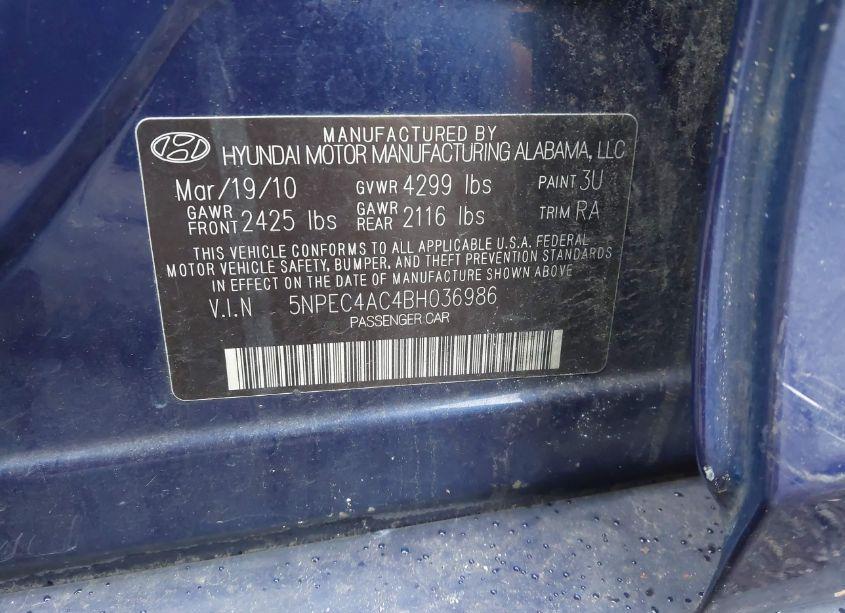 MANUFACTURED BY
HYUNDAI MOTOR MANUFACTURING ALABAMA, LLC
Mar/19/10 GVWR 4299 lbs PAINT 3U
GAWR FRONT 2425 lbs GAWR REAR 2116 lbs TRIM RA
THIS VEHICLE CONFORMS TO ALL APPLICABLE U.S.A. FEDERAL
MOTOR VEHICLE SAFETY, BUMPER, AND THEFT PREVENTION STANDARDS
IN EFFECT ON THE DATE OF MANUFACTURE SHOWN ABOVE
V.I.N 5NPEC4AC4BH036986
PASSENGER CAR